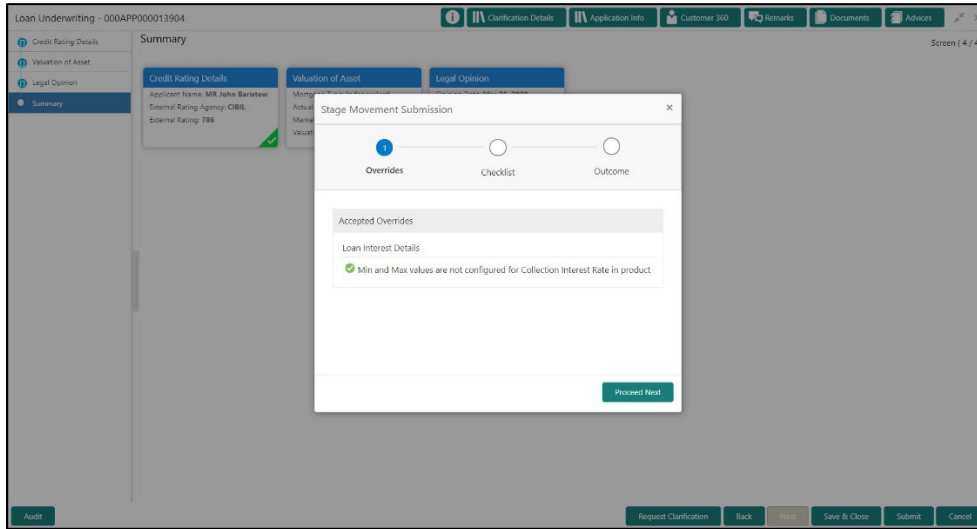 Loan Underwriting - 000APP000013904
Clarification Details
Application Info
Customer 360
Remarks
Documents
Advices
Credit Rating Details
Valuation of Asset
Legal Opinion
Summary
Summary
Screen ( 4 / 4
Credit Rating Details
Applicant Name: MR John Baristow
External Rating Agency: CIBIL
External Rating: 786
Valuation of Asset
Actual
Market
Valuati
Legal Opinion
Stage Movement Submission
×
1
Overrides
Checklist
Outcome
Accepted Overrides
Loan Interest Details
Min and Max values are not configured for Collection Interest Rate in product
Proceed Next
Audit
Request Clarification
Back
Next
Save & Close
Submit
Cancel